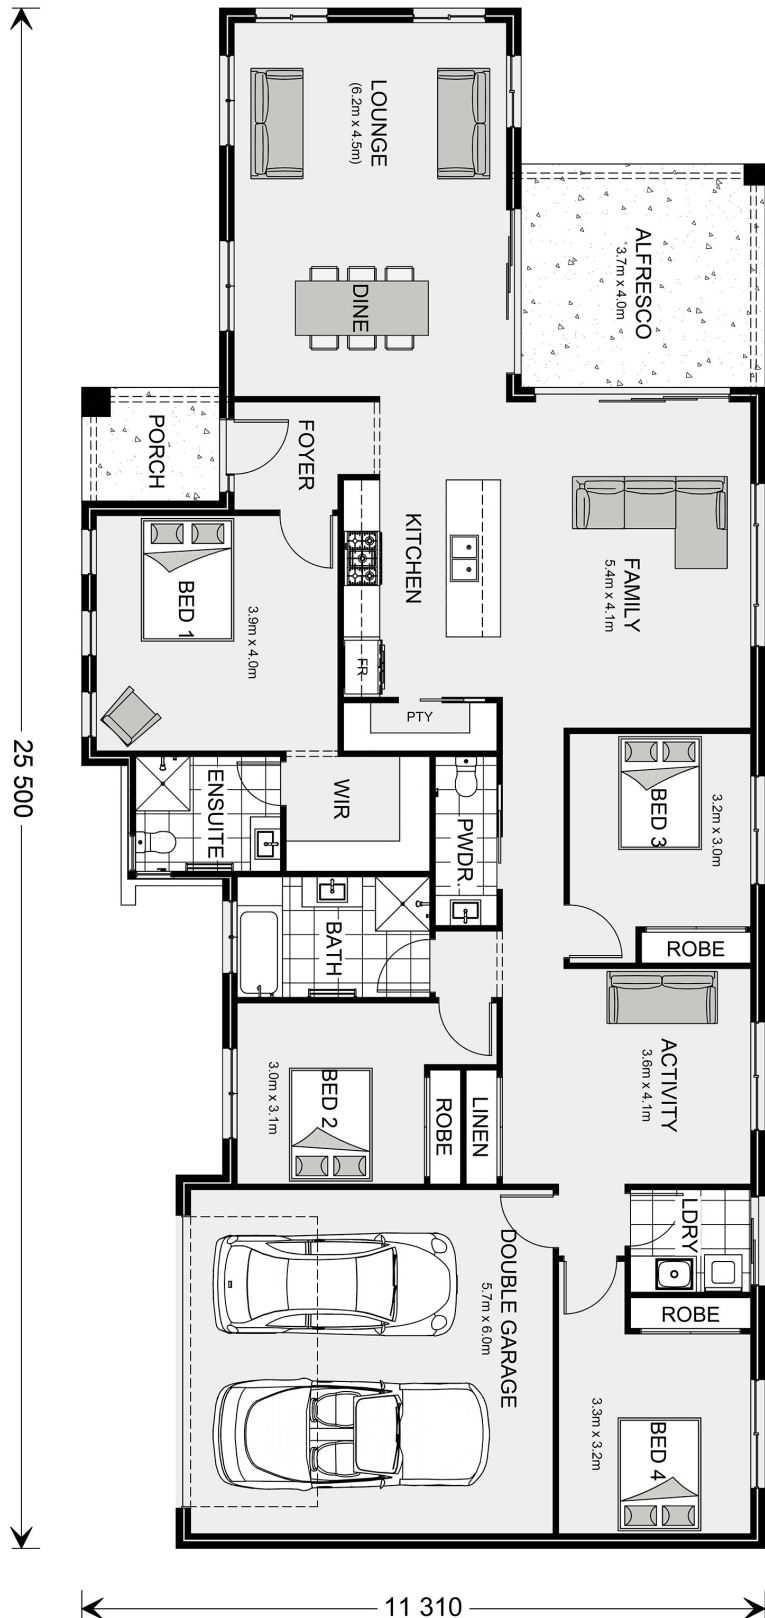 LOUNGE
(6.2m x 4.5m)
ALFRESCO
3.7m x 4.0m
DINE
PORCH
FOYER
KITCHEN
FAMILY
5.4m x 4.1m
BED 1
3.9m x 4.0m
FR
PTY
25 500
ENSUITE
WIR
PWDR.
BED 3
3.2m x 3.0m
ROBE
BATH
ACTIVITY
3.6m x 4.1m
BED 2
3.0m x 3.1m
ROBE
LINEN
LDRY
DOUBLE GARAGE
5.7m x 6.0m
ROBE
BED 4
3.3m x 3.2m
11 310